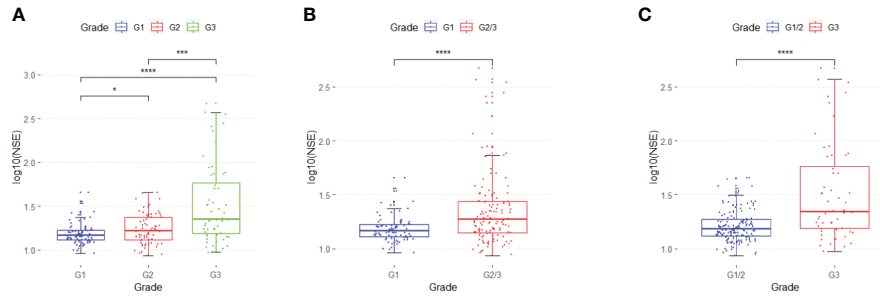 A
Grade G1 G2 G3
***
****
*
log10(NSE)
3.0
2.5
2.0
1.5
1.0
G1 G2 G3
Grade
B
Grade G1 G2/3
****
log10(NSE)
2.5
2.0
1.5
1.0
G1 G2/3
Grade
C
Grade G1/2 G3
****
log10(NSE)
2.5
2.0
1.5
1.0
G1/2 G3
Grade